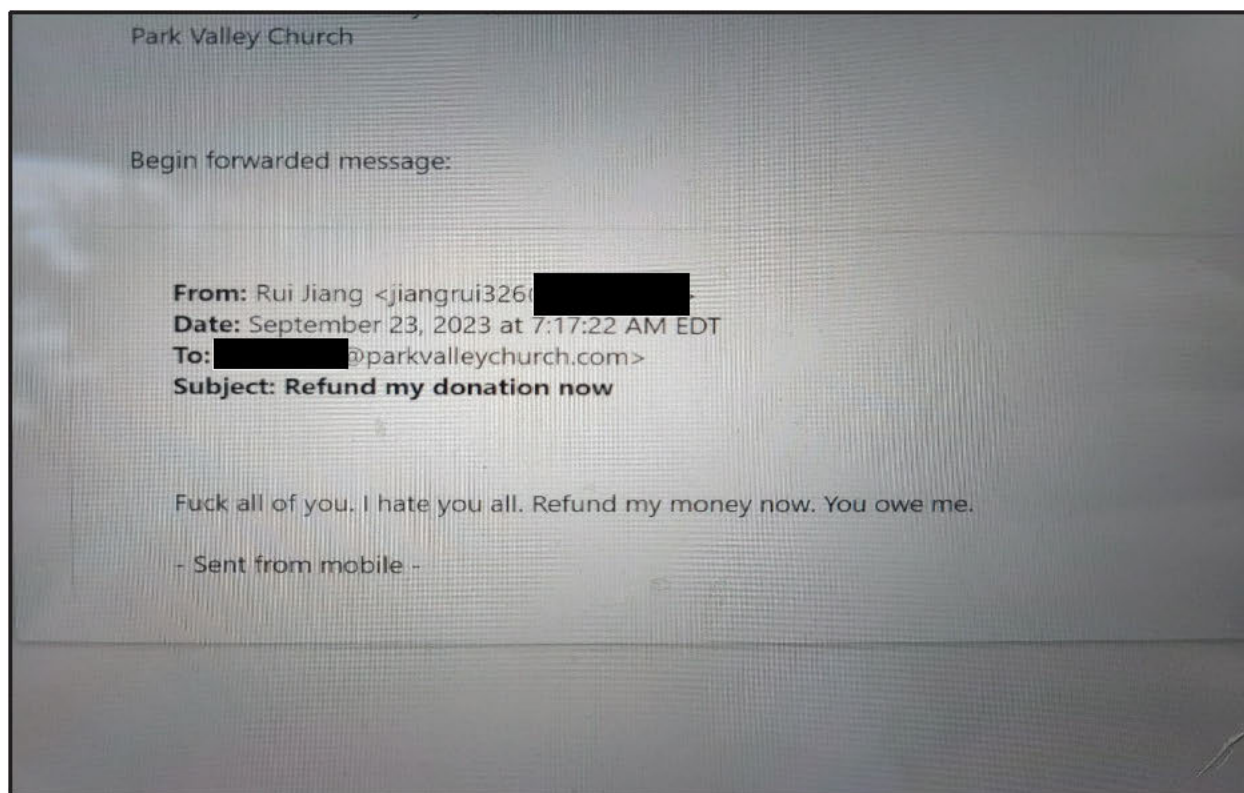 Park Valley Church
Begin forwarded message:
From: Rui Jiang <jiangrui326
Date: September 23, 2023 at 7:17:22 AM EDT
To: @parkvalleychurch.com>
Subject: Refund my donation now
Fuck all of you. I hate you all. Refund my money now. You owe me.
- Sent from mobile -